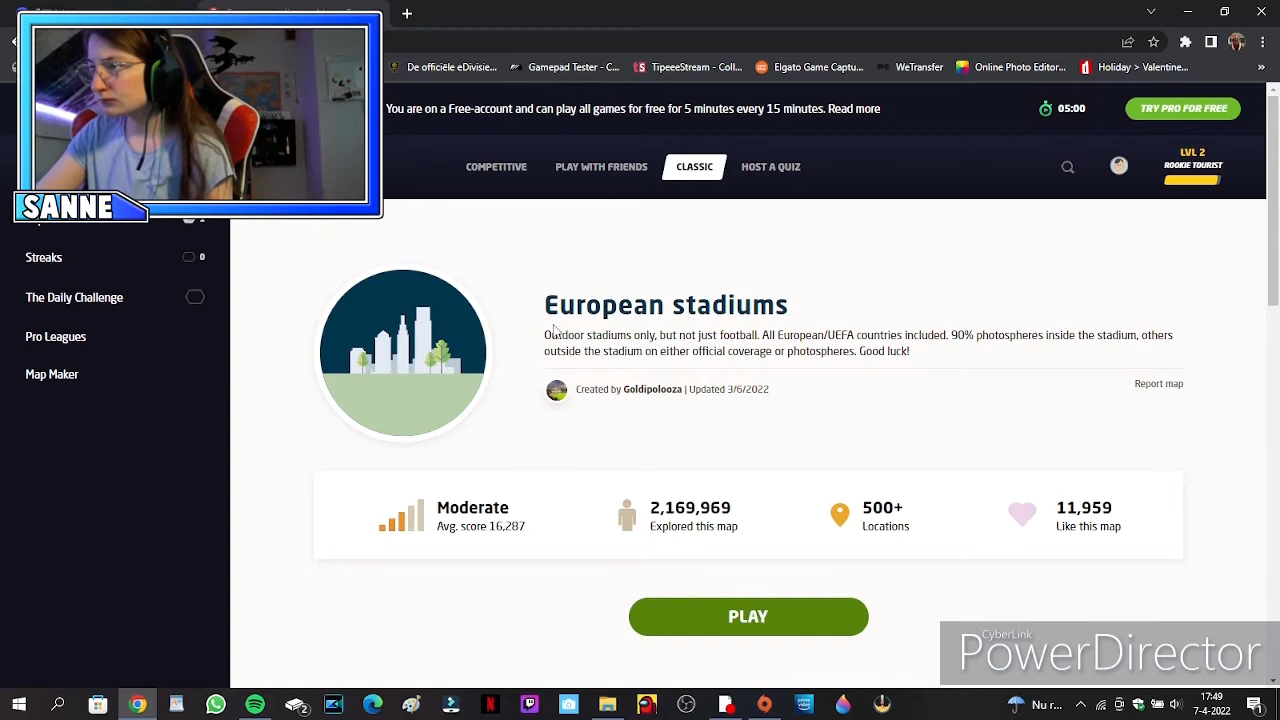 De officiële e-Divisie...
Gamepad Tester - C...
CheeeStream - Coll...
Elgato Game Captu...
WeTransfer
Online Photo Editor...
Holiday > Valentine...
»
You are on a Free-account and can play all games for free for 5 minutes every 15 minutes. Read more
05:00
TRY PRO FOR FREE
COMPETITIVE
PLAY WITH FRIENDS
CLASSIC
HOST A QUIZ
LVL 2
ROOKIE TOURIST
SANNE
Streaks
0
The Daily Challenge
Pro Leagues
Map Maker
European stadiums
Outdoor stadiums only, but not just football. All European/UEFA countries included. 90% photospheres inside the stadium, others
outside the stadium on either official coverage or photospheres. Good luck!
Created by Goldipolooza | Updated 3/6/2022
Report map
Moderate
Avg. score 16,287
2,169,969
Explored this map
500+
Locations
11,959
Like this map
PLAY
CyberLink
PowerDirector
Nu r...
17:49
7-4-2022